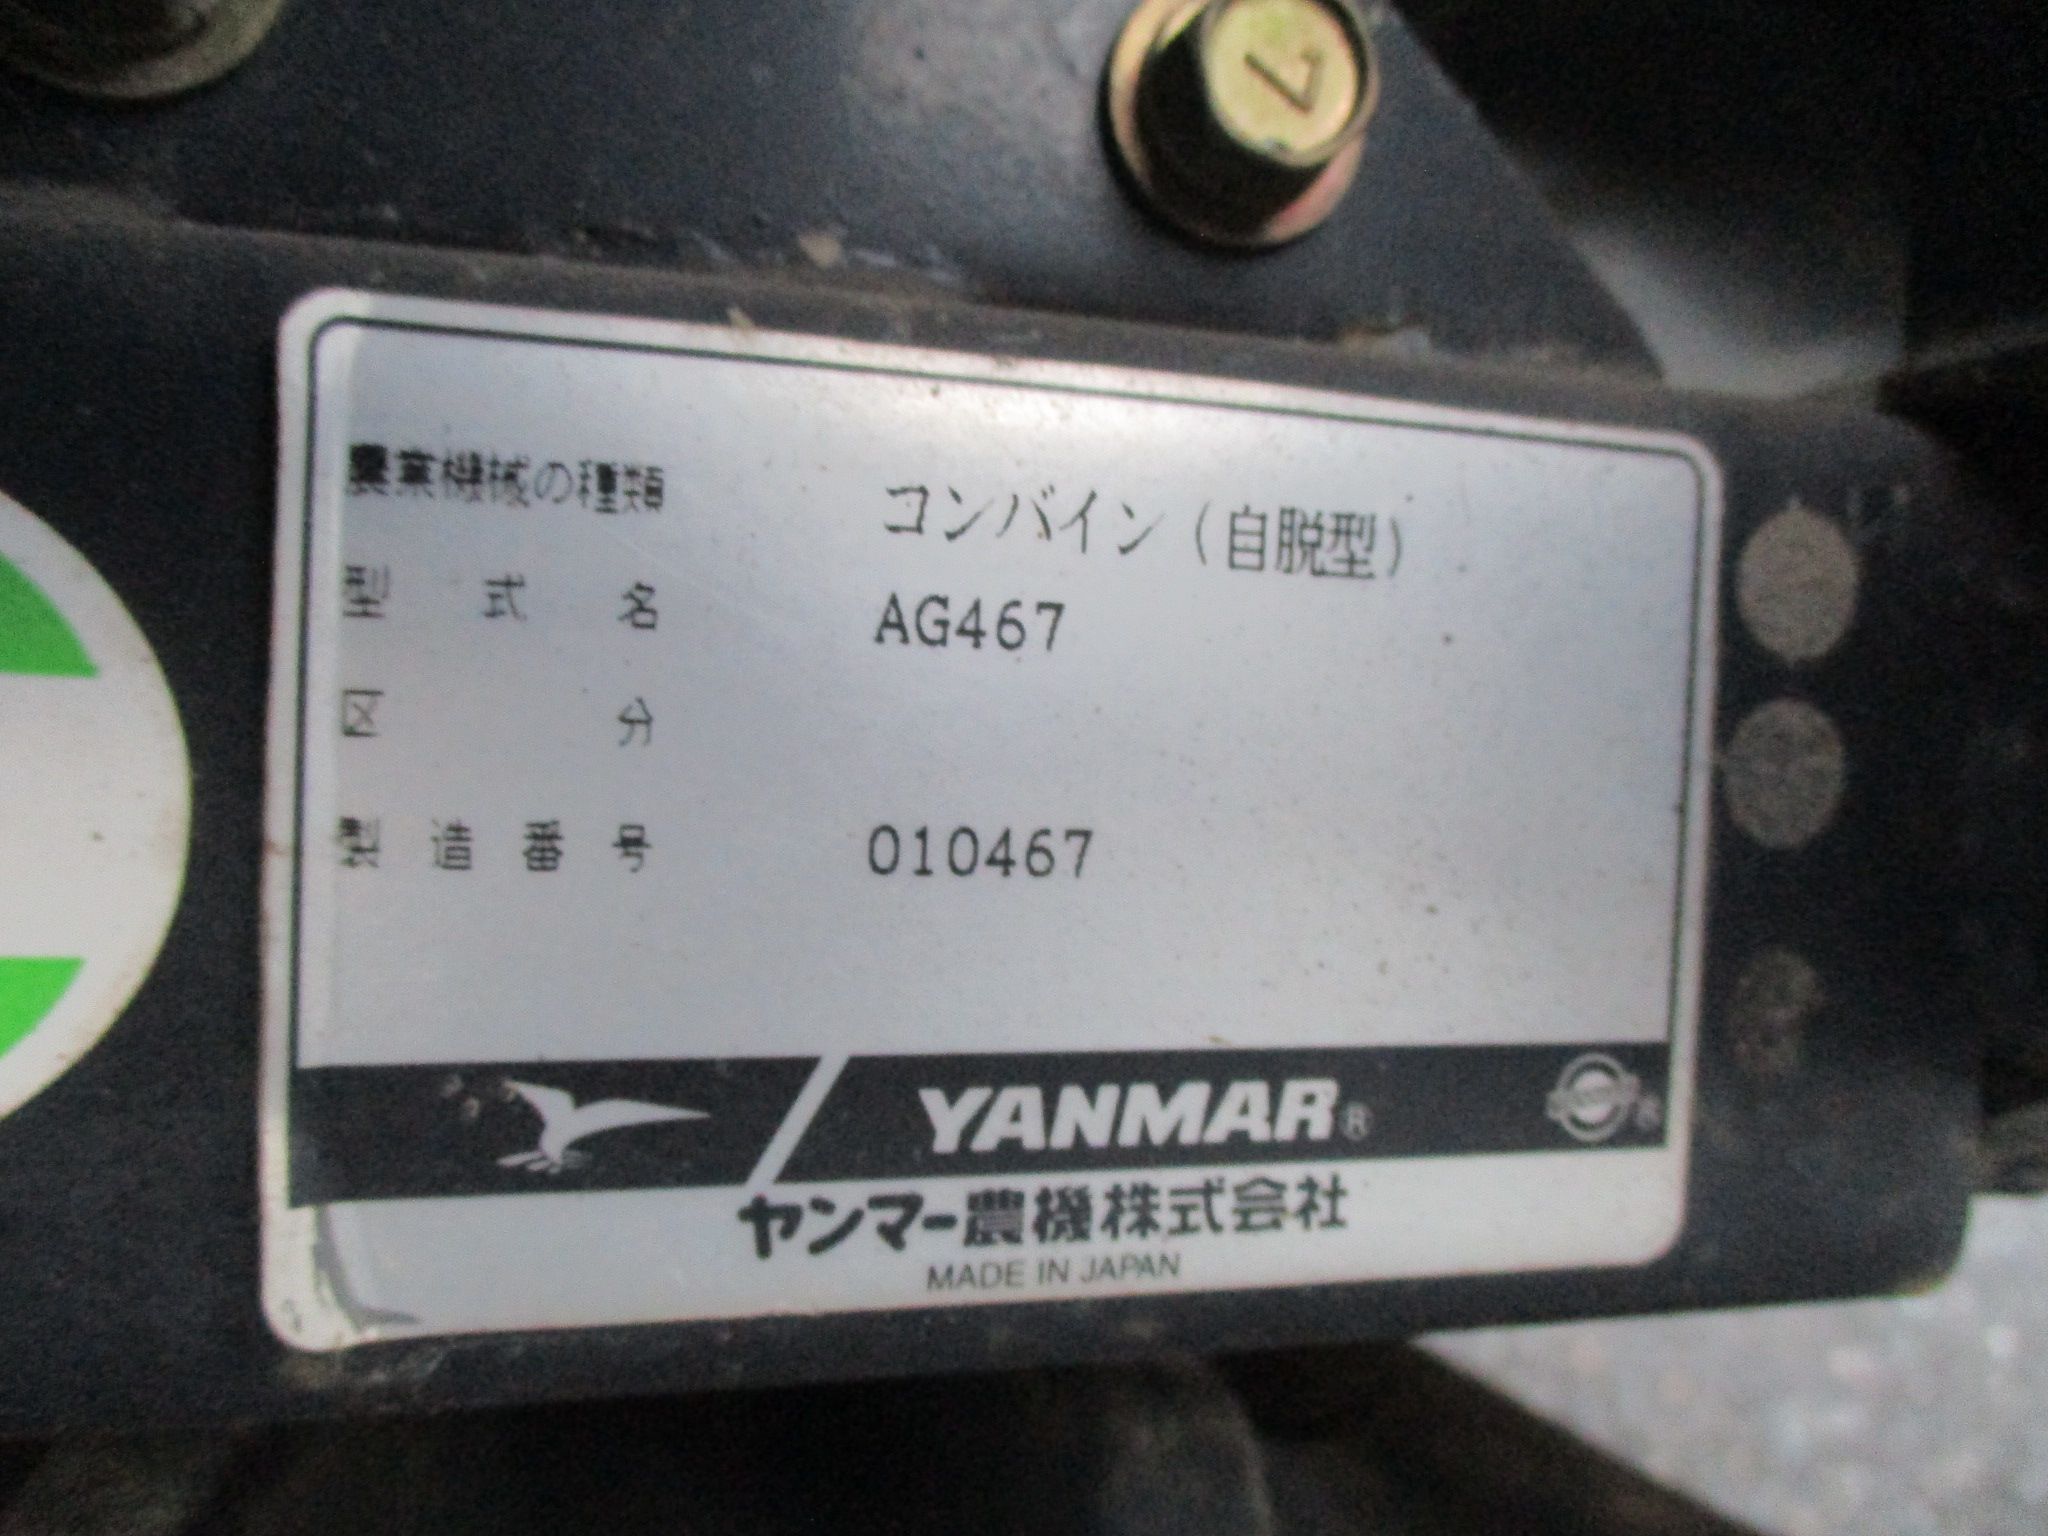 7
農業機械の種類 コンバイン（自脱型）
型式名 AG467
区分
製造番号 010467
YANMAR®
ヤンマー農機株式会社
MADE IN JAPAN